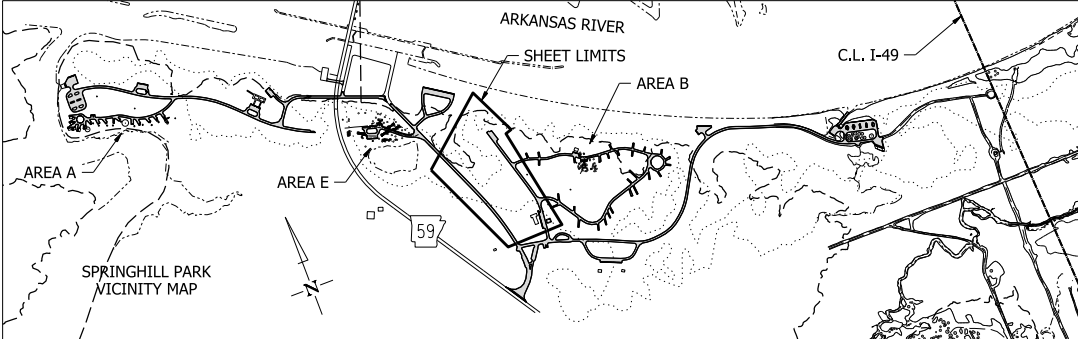 ARKANSAS RIVER
SHEET LIMITS
C.L. I-49
AREA B
AREA A
AREA E
59
SPRINGHILL PARK
VICINITY MAP
N